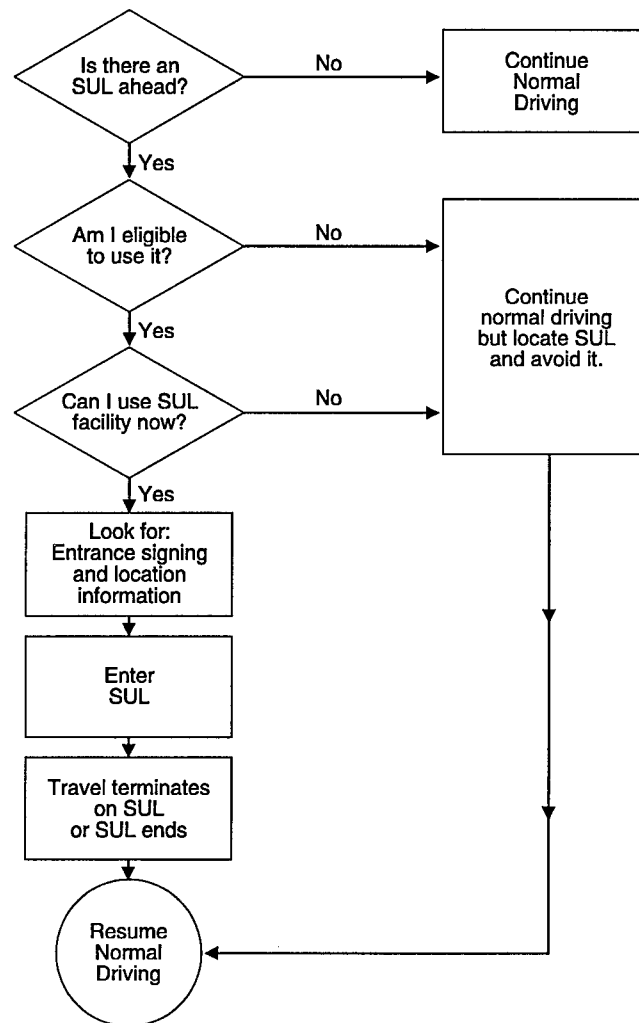 Is there an
SUL ahead?
No
Continue
Normal
Driving
Yes
Am I eligible
to use it?
No
Continue
normal driving
but locate SUL
and avoid it.
Yes
Can I use SUL
facility now?
No
Yes
Look for:
Entrance signing
and location
information
Enter
SUL
Travel terminates
on SUL
or SUL ends
Resume
Normal
Driving